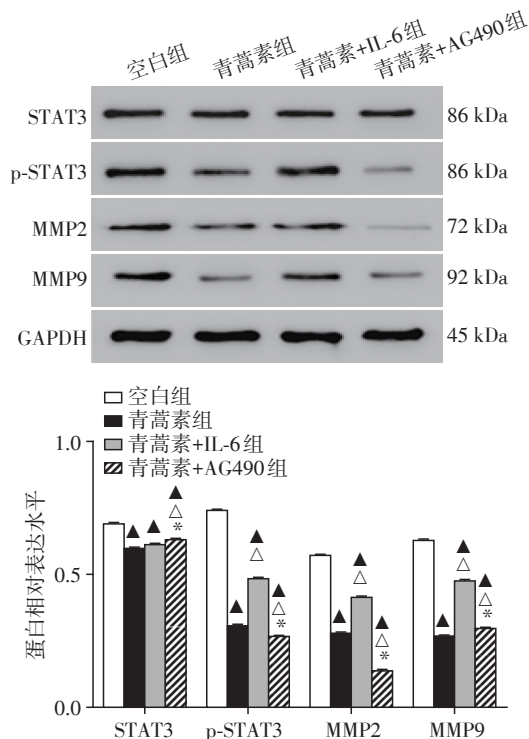 空白组 青蒿素组 青蒿素+IL-6组 青蒿素+AG490组
STAT3 86 kDa
p-STAT3 86 kDa
MMP2 72 kDa
MMP9 92 kDa
GAPDH 45 kDa
空白组
青蒿素组
青蒿素+IL-6组
青蒿素+AG490组
蛋白相对表达水平
1.0
0.5
0.0
▲ ▲ ▲ △ *
▲ ▲ △ ▲ △ *
▲ ▲ △ ▲ △ *
▲ ▲ △ ▲ △ *
STAT3 p-STAT3 MMP2 MMP9